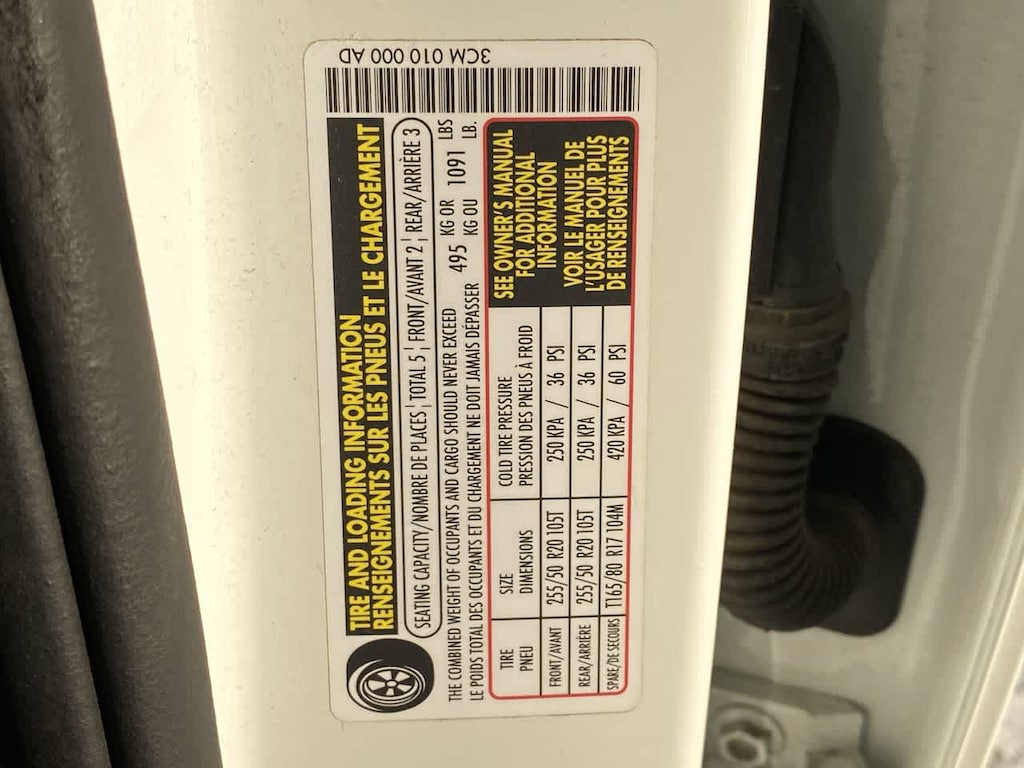 3CM 010 000 AD
TIRE AND LOADING INFORMATION
RENSEIGNEMENTS SUR LES PNEUS ET LE CHARGEMENT
SEATING CAPACITY/NOMBRE DE PLACES ¦ TOTAL 5 ¦ FRONT/AVANT 2 ¦ REAR/ARRIÈRE 3
THE COMBINED WEIGHT OF OCCUPANTS AND CARGO SHOULD NEVER EXCEED 495 KG OR 1091 LBS
LE POIDS TOTAL DES OCCUPANTS ET DU CHARGEMENT NE DOIT JAMAIS DÉPASSER KG OU LB.
TIRE SIZE COLD TIRE PRESSURE
PNEU DIMENSIONS PRESSION DES PNEUS À FROID
FRONT/AVANT 255/50 R20 105T 250 KPA / 36 PSI
REAR/ARRIÈRE 255/50 R20 105T 250 KPA / 36 PSI
SPARE/DE SECOURS T165/80 R17 104M 420 KPA / 60 PSI
SEE OWNER'S MANUAL
FOR ADDITIONAL
INFORMATION
VOIR LE MANUEL DE
L'USAGER POUR PLUS
DE RENSEIGNEMENTS